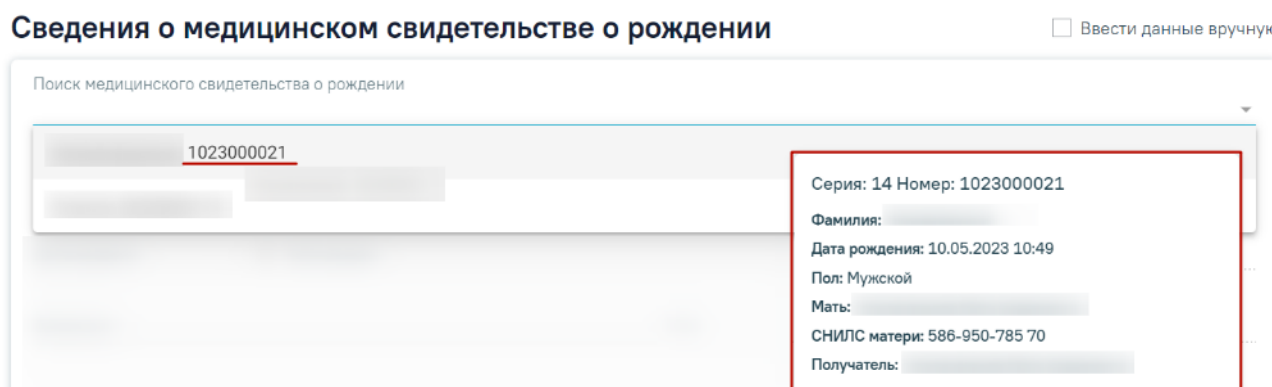 Сведения о медицинском свидетельстве о рождении
Ввести данные вручную
Поиск медицинского свидетельства о рождении
1023000021
Серия: 14 Номер: 1023000021
Фамилия:
Дата рождения: 10.05.2023 10:49
Пол: Мужской
Мать:
СНИЛС матери: 586-950-785 70
Получатель: